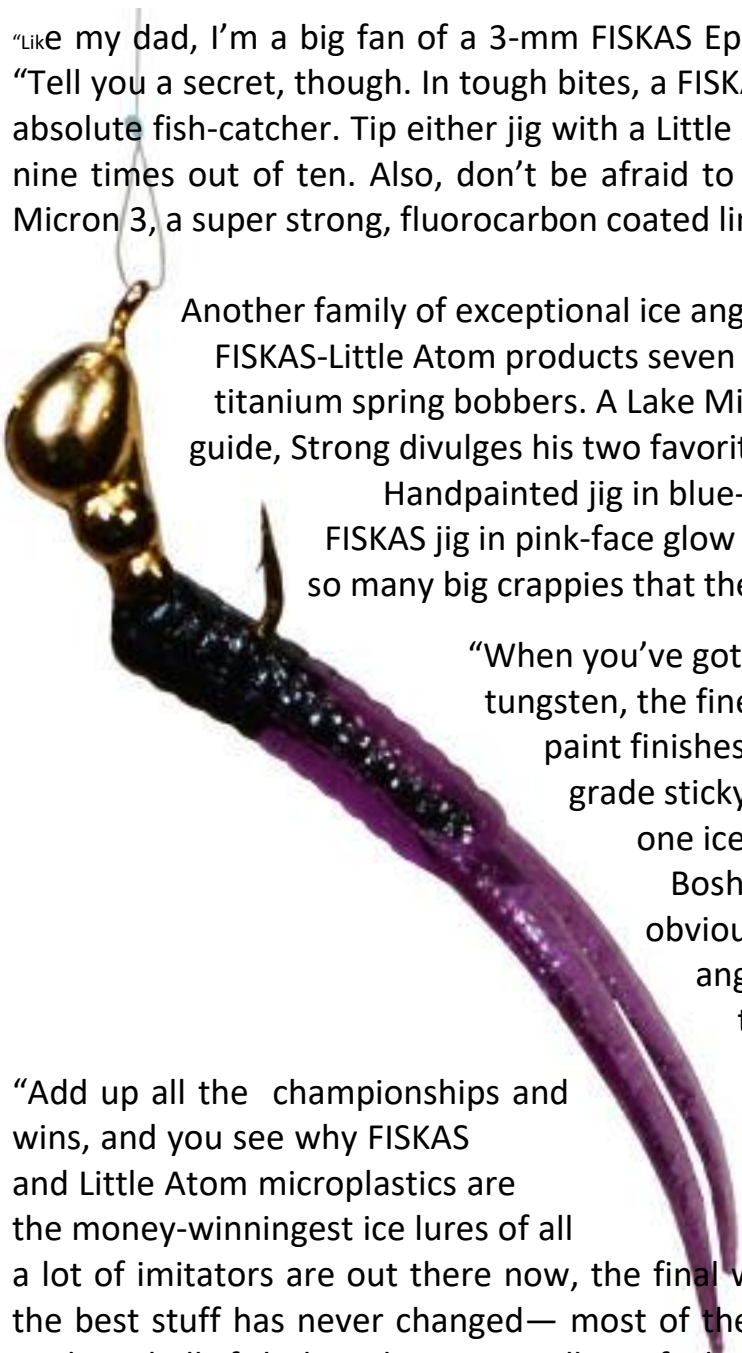 “Like my dad, I’m a big fan of a 3-mm FISKAS Ep
“Tell you a secret, though. In tough bites, a FISKA
absolute fish-catcher. Tip either jig with a Little
nine times out of ten. Also, don’t be afraid to
Micron 3, a super strong, fluorocarbon coated lin
Another family of exceptional ice ang
FISKAS-Little Atom products seven
titanium spring bobbers. A Lake Mi
guide, Strong divulges his two favorit
Handpainted jig in blue-
FISKAS jig in pink-face glow
so many big crappies that the
“When you’ve got
tungsten, the fine
paint finishes
grade sticky
one ice
Bosh
obviou
ang
t
“Add up all the championships and
wins, and you see why FISKAS
and Little Atom microplastics are
the money-winningest ice lures of all
a lot of imitators are out there now, the final
the best stuff has never changed— most of the